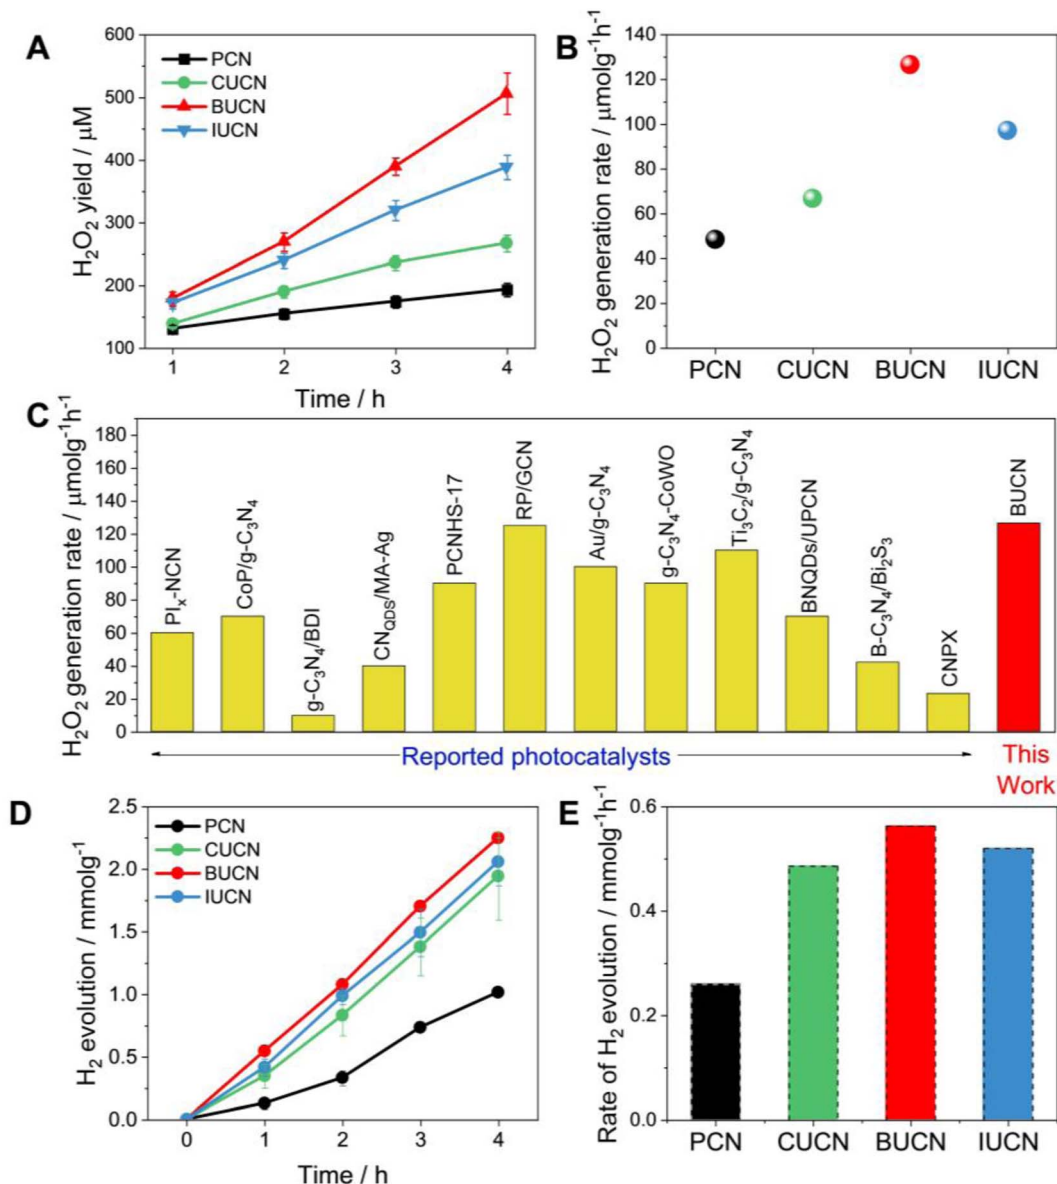 A
H₂O₂ yield / μM
600
500
400
300
200
100
PCN
CUCN
BUCN
IUCN
1 2 3 4
Time / h
B
H₂O₂ generation rate / μmolg⁻¹h⁻¹
140
120
100
80
60
40
20
0
PCN CUCN BUCN IUCN
C
H₂O₂ generation rate / μmolg⁻¹h⁻¹
180
160
140
120
100
80
60
40
20
0
PIₓ-NCN
CoP/g-C₃N₄
g-C₃N₄/BDI
CN_QDS/MA-Ag
PCNHS-17
RP/GCN
Au/g-C₃N₄
g-C₃N₄-CoWO
Ti₃C₂/g-C₃N₄
BNQDs/UPCN
B-C₃N₄/Bi₂S₃
CNPX
BUCN
Reported photocatalysts
This
Work
D
H₂ evolution / mmolg⁻¹
2.5
2.0
1.5
1.0
0.5
0.0
PCN
CUCN
BUCN
IUCN
0 1 2 3 4
Time / h
E
Rate of H₂ evolution / mmolg⁻¹h⁻¹
0.6
0.4
0.2
0.0
PCN CUCN BUCN IUCN